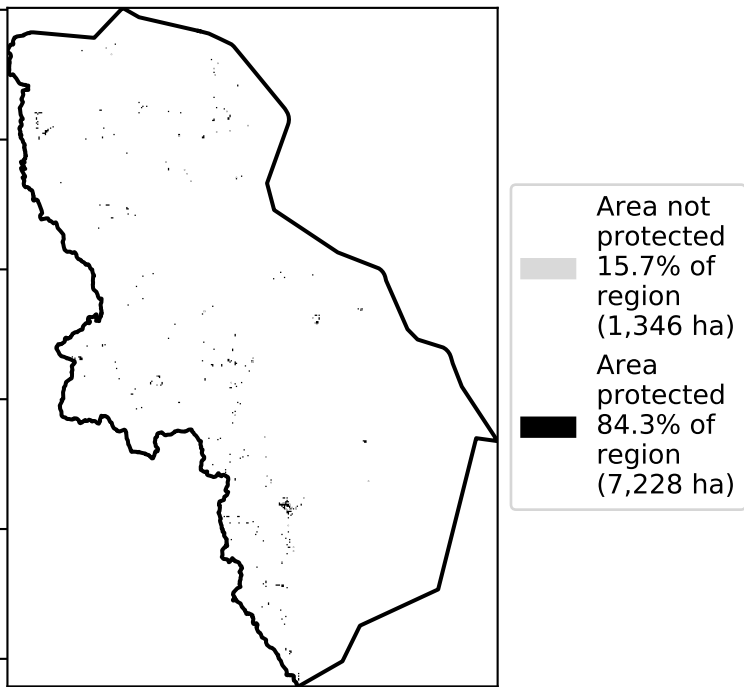 Area not
protected
15.7% of
region
(1,346 ha)
Area
protected
84.3% of
region
(7,228 ha)